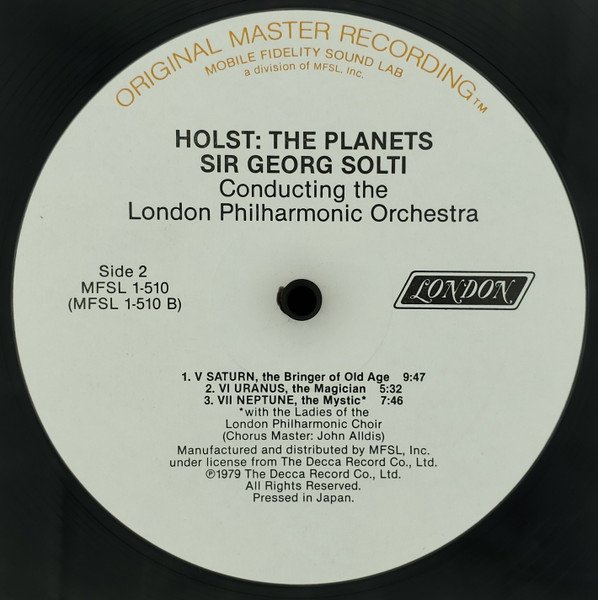 ORIGINAL MASTER RECORDING™
MOBILE FIDELITY SOUND LAB
a division of MFSL, Inc.
HOLST: THE PLANETS
SIR GEORG SOLTI
Conducting the
London Philharmonic Orchestra
Side 2
MFSL 1-510
(MFSL 1-510 B)
LONDON
1. V SATURN, the Bringer of Old Age 9:47
2. VI URANUS, the Magician 5:32
3. VII NEPTUNE, the Mystic* 7:46
*with the Ladies of the
London Philharmonic Choir
(Chorus Master: John Alldis)
Manufactured and distributed by MFSL, Inc.
under license from The Decca Record Co., Ltd.
℗1979 The Decca Record Co., Ltd.
All Rights Reserved.
Pressed in Japan.